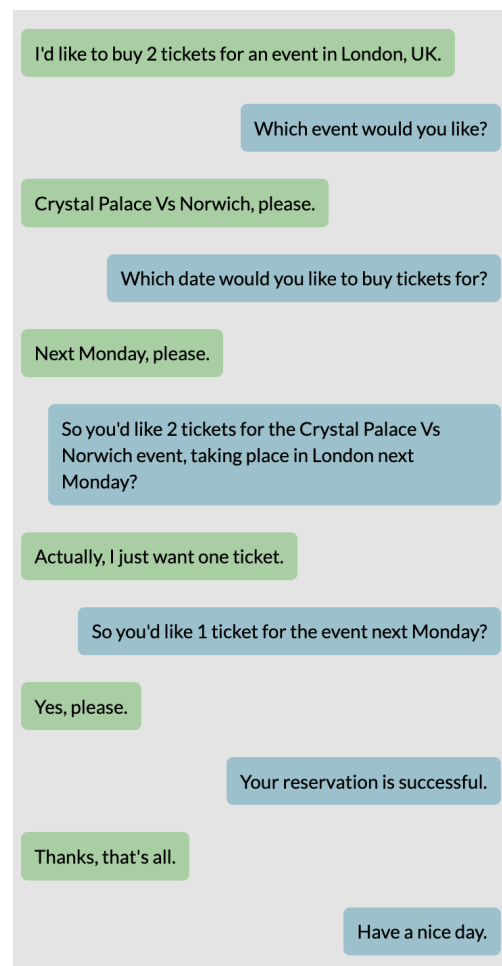 I'd like to buy 2 tickets for an event in London, UK.
Which event would you like?
Crystal Palace Vs Norwich, please.
Which date would you like to buy tickets for?
Next Monday, please.
So you'd like 2 tickets for the Crystal Palace Vs
Norwich event, taking place in London next
Monday?
Actually, I just want one ticket.
So you'd like 1 ticket for the event next Monday?
Yes, please.
Your reservation is successful.
Thanks, that's all.
Have a nice day.